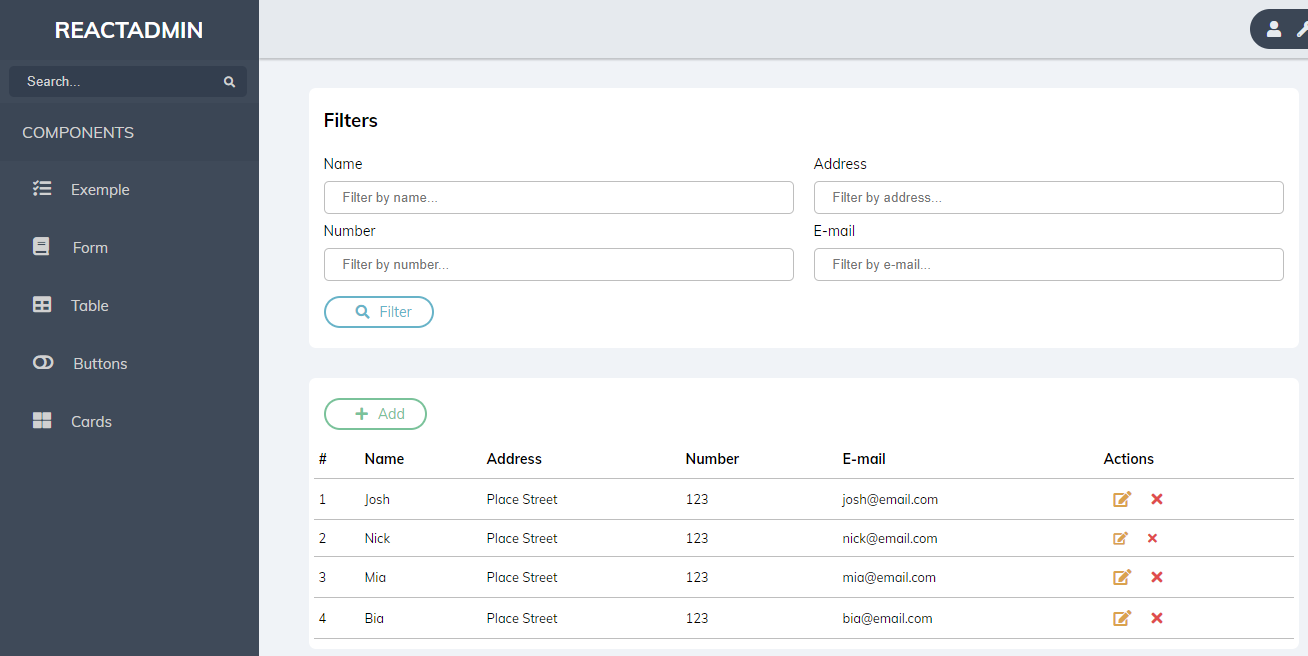 REACTADMIN
Search...
COMPONENTS
Exemple
Form
Table
Buttons
Cards
Filters
Name Address
Filter by name... Filter by address...
Number E-mail
Filter by number... Filter by e-mail...
Filter
Add
# Name Address Number E-mail Actions
1 Josh Place Street 123 josh@email.com
2 Nick Place Street 123 nick@email.com
3 Mia Place Street 123 mia@email.com
4 Bia Place Street 123 bia@email.com